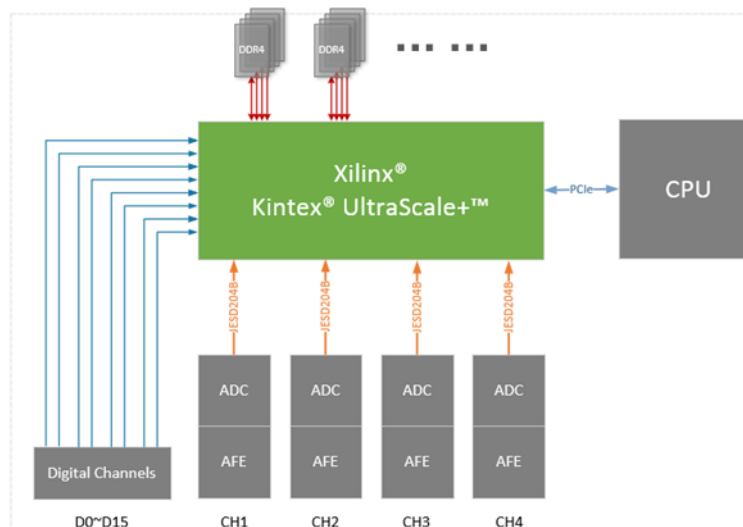 DDR4
DDR4
Xilinx®
Kintex® UltraScale+™
PCIe
CPU
JESD204B
JESD204B
JESD204B
JESD204B
ADC
ADC
ADC
ADC
Digital Channels
AFE
AFE
AFE
AFE
D0~D15
CH1
CH2
CH3
CH4